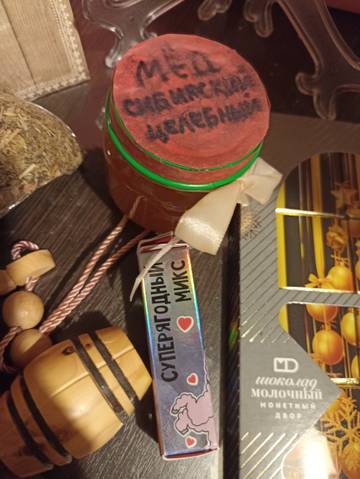 МЁД
СИБИРСКИЙ
ЦЕЛЕБНЫЙ
СУПЕРЯГОДНЫЙ
МИКС
шоколад
МОЛОЧНЫЙ
МОНЕТНЫЙ
ДВОР